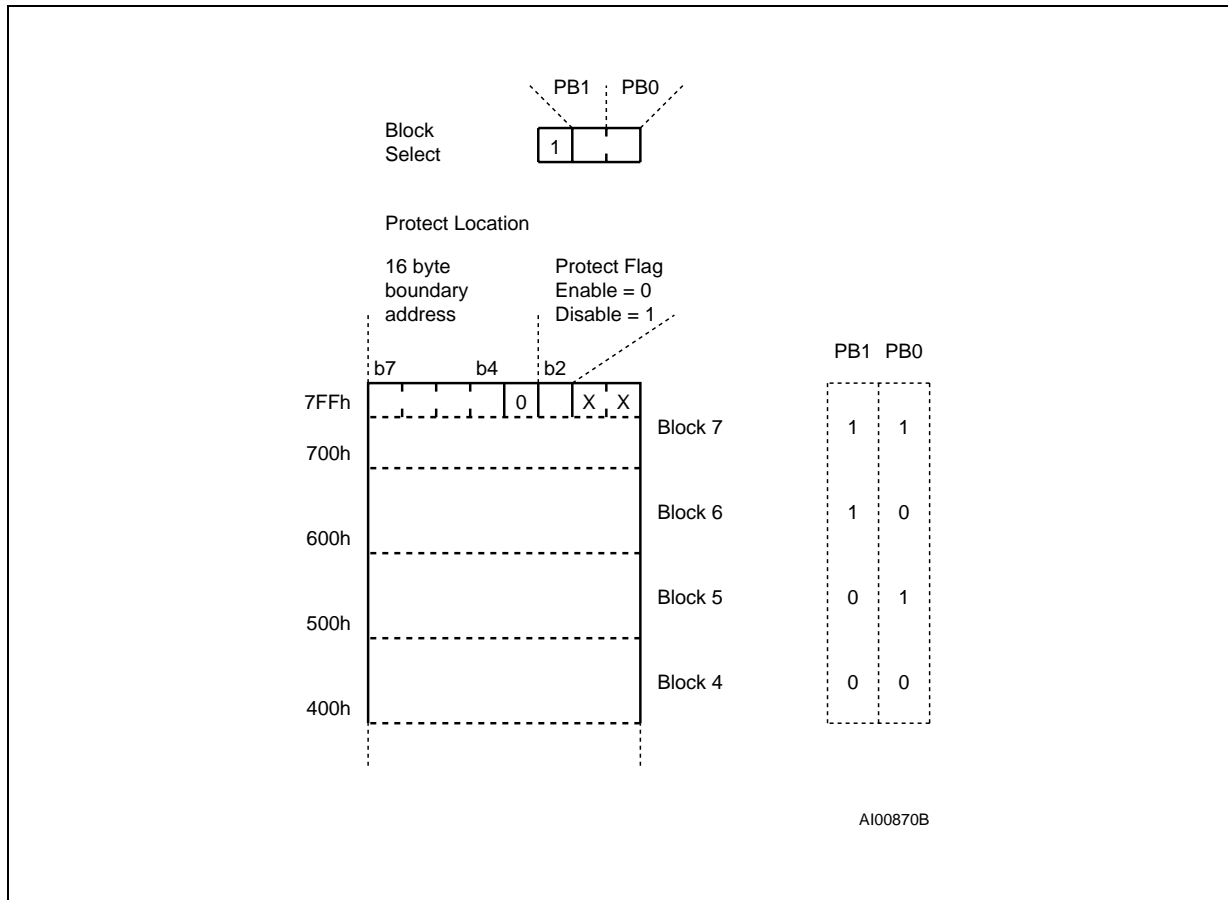 PB1 PB0
Block
Select
1
Protect Location
16 byte
boundary
address
Protect Flag
Enable = 0
Disable = 1
PB1 PB0
b7 b4 b2
7FFh 0 X X
Block 7 1 1
700h
Block 6 1 0
600h
Block 5 0 1
500h
Block 4 0 0
400h
AI00870B